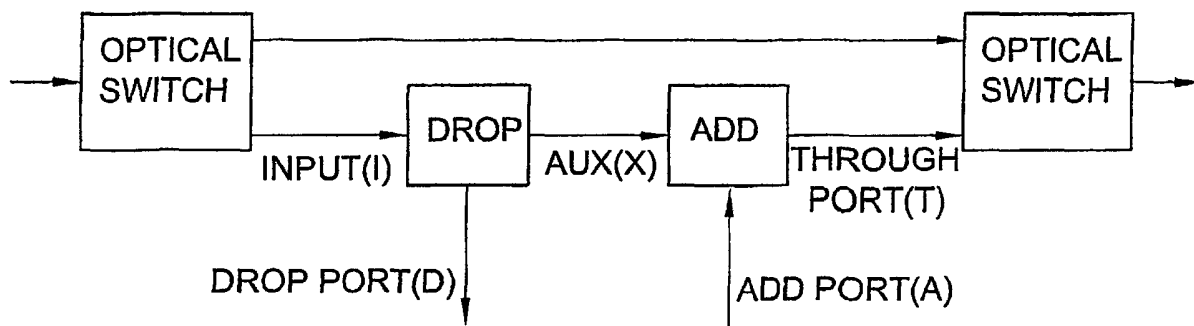 OPTICAL
SWITCH
OPTICAL
SWITCH
DROP
ADD
INPUT(I)
AUX(X)
THROUGH
PORT(T)
DROP PORT(D)
ADD PORT(A)